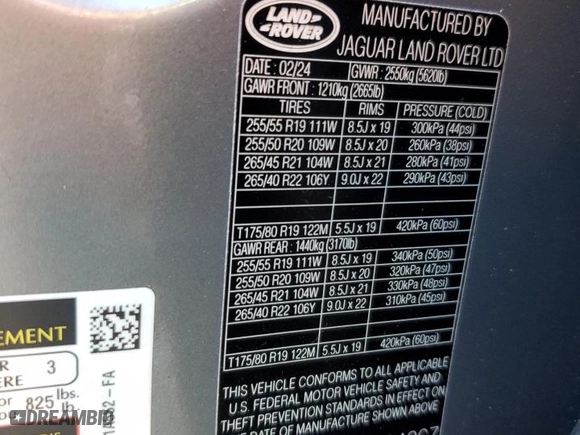 LAND
ROVER
MANUFACTURED BY
JAGUAR LAND ROVER LTD
DATE : 02/24 GVWR : 2550kg (5620lb)
GAWR FRONT : 1210kg (2665lb)
TIRES RIMS PRESSURE (COLD)
255/55 R19 111W 8.5J x 19 300kPa (44psi)
255/50 R20 109W 8.5J x 20 260kPa (38psi)
265/45 R21 104W 8.5J x 21 280kPa (41psi)
265/40 R22 106Y 9.0J x 22 290kPa (43psi)
T175/80 R19 122M 5.5J x 19 420kPa (60psi)
GAWR REAR : 1440kg (3170lb)
255/55 R19 111W 8.5J x 19 340kPa (50psi)
255/50 R20 109W 8.5J x 20 320kPa (47psi)
265/45 R21 104W 8.5J x 21 330kPa (48psi)
265/40 R22 106Y 9.0J x 22 310kPa (45psi)
T175/80 R19 122M 5.5J x 19 420kPa (60psi)
THIS VEHICLE CONFORMS TO ALL APPLICABLE
U.S. FEDERAL MOTOR VEHICLE SAFETY AND
THEFT PREVENTION STANDARDS IN EFFECT ON
EMENT
3
ERE
or 825 lbs.
-FA
DREAMBID